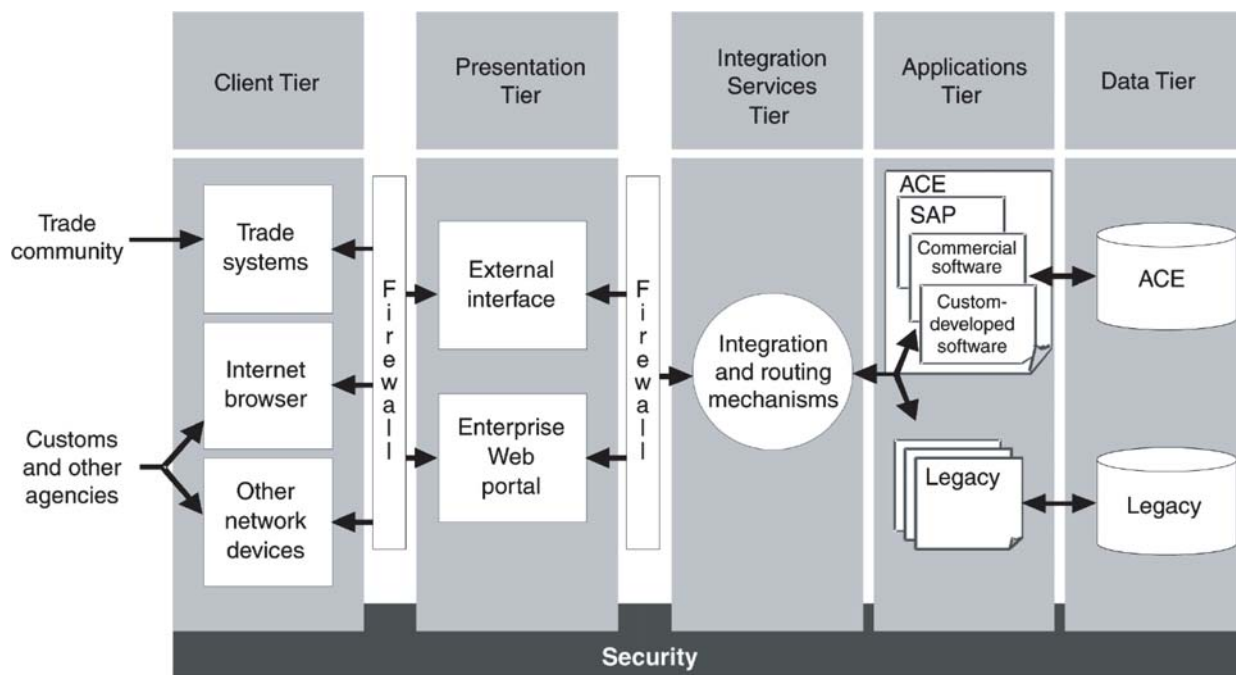 Client Tier
Presentation
Tier
Integration
Services
Tier
Applications
Tier
Data Tier
Trade
community
Customs
and other
agencies
Trade
systems
Internet
browser
Other
network
devices
Firewall
External
interface
Enterprise
Web
portal
Firewall
Integration
and routing
mechanisms
ACE
SAP
Commercial
software
Custom-
developed
software
Legacy
ACE
Legacy
Security